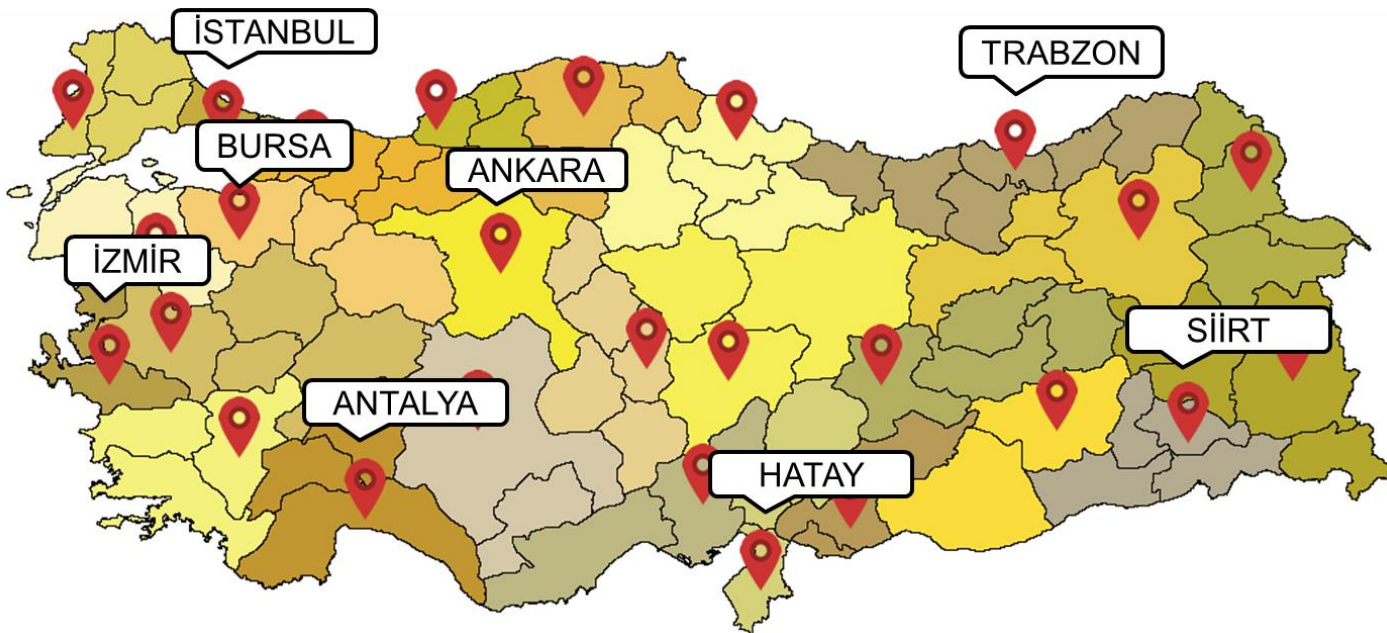 İSTANBUL
TRABZON
BURSA
ANKARA
İZMİR
SİİRT
ANTALYA
HATAY